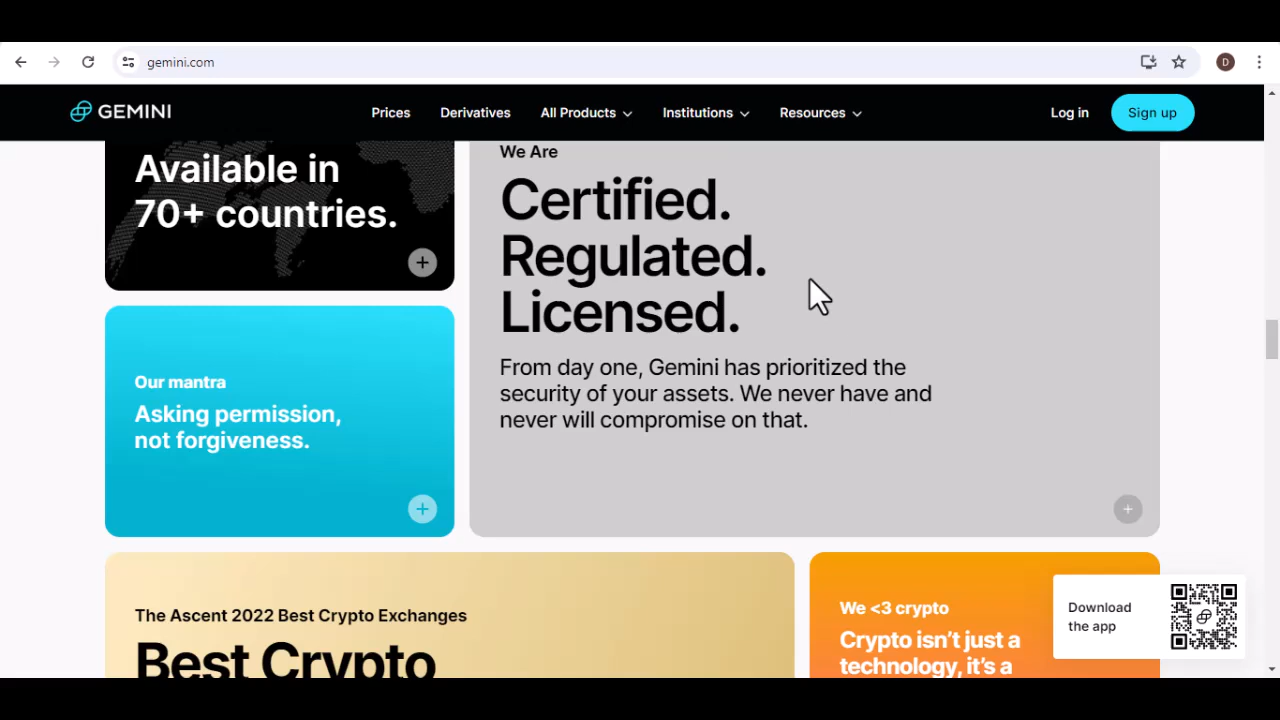 gemini.com
D
GEMINI
Prices
Derivatives
All Products
Institutions
Resources
Log in
Sign up
Available in
70+ countries.
We Are
Certified.
Regulated.
Licensed.
From day one, Gemini has prioritized the
security of your assets. We never have and
never will compromise on that.
Our mantra
Asking permission,
not forgiveness.
The Ascent 2022 Best Crypto Exchanges
Best Crypto
We <3 crypto
Crypto isn't just a
technology, it's a
Download
the app